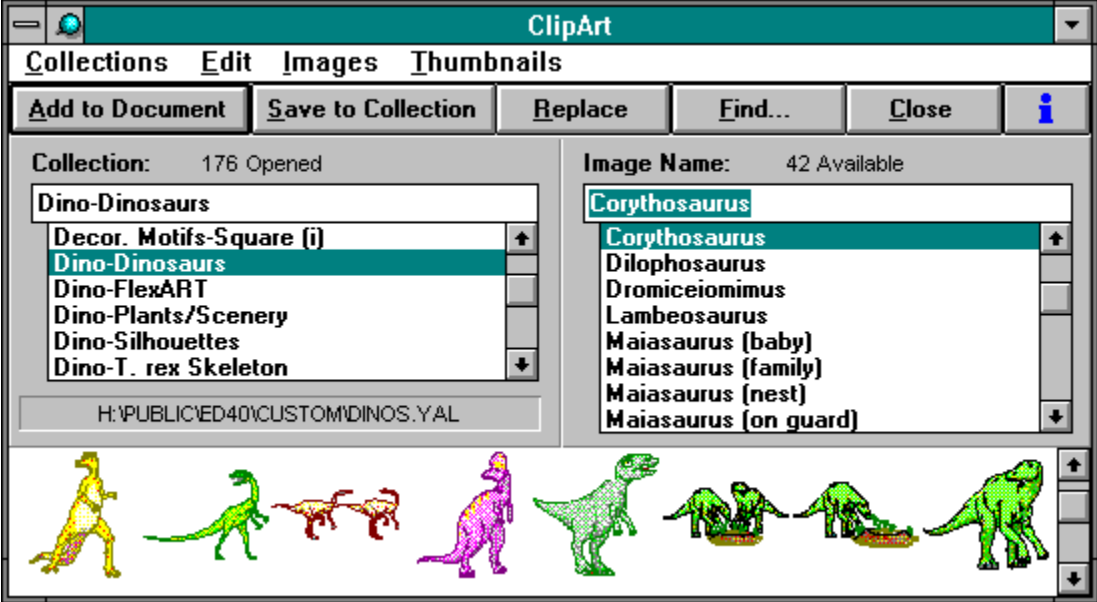 ClipArt
Collections Edit Images Thumbnails
Add to Document Save to Collection Replace Find... Close i
Collection: 176 Opened
Dino-Dinosaurs
Decor. Motifs-Square (i)
Dino-Dinosaurs
Dino-FlexART
Dino-Plants/Scenery
Dino-Silhouettes
Dino-T. rex Skeleton
H:\PUBLIC\ED40\CUSTOM\DINOS.YAL
Image Name: 42 Available
Corythosaurus
Corythosaurus
Dilophosaurus
Dromiceiomimus
Lambeosaurus
Maiasaurus (baby)
Maiasaurus (family)
Maiasaurus (nest)
Maiasaurus (on guard)